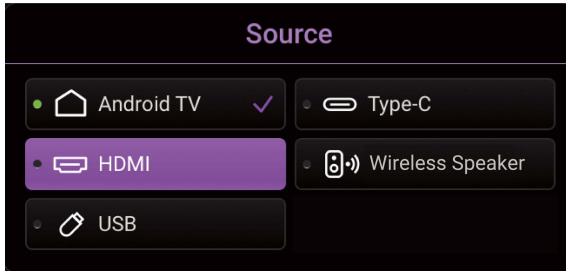 Source
Android TV
Type-C
HDMI
Wireless Speaker
USB